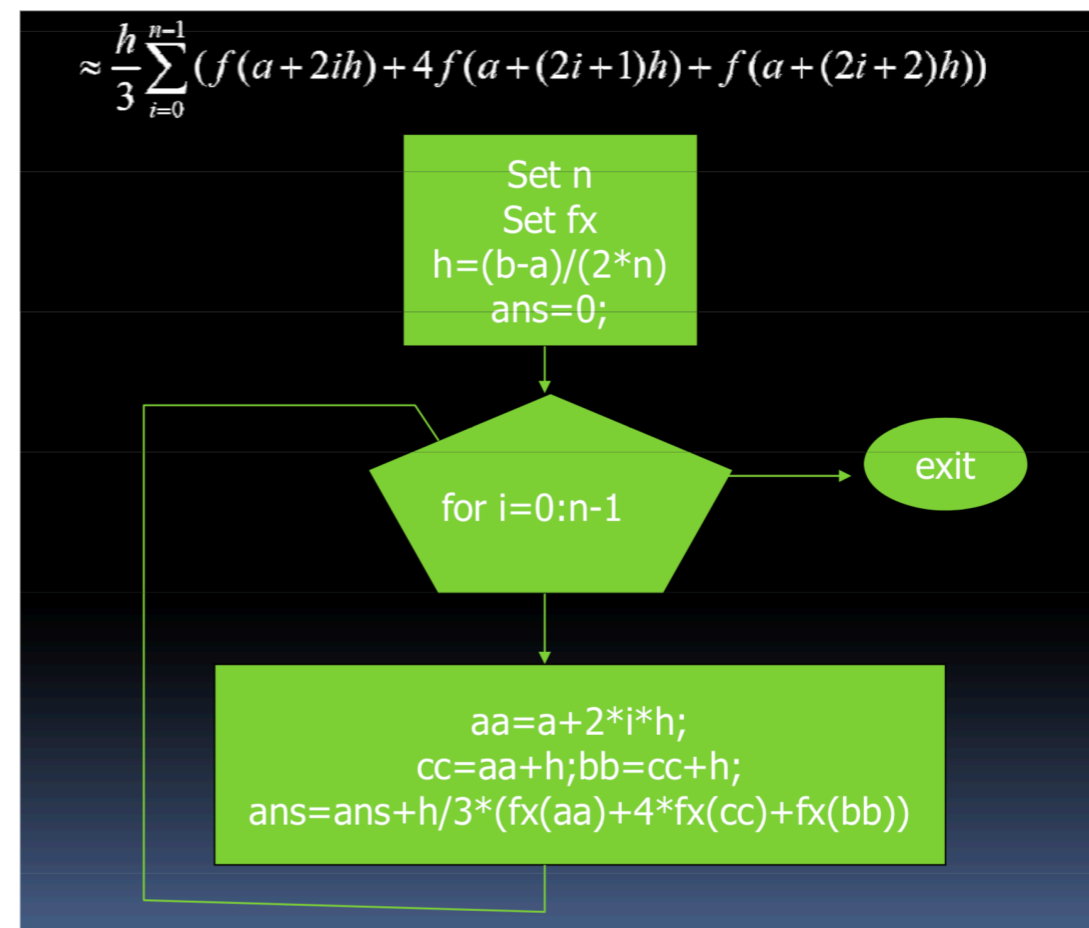 ≈ h/3 ∑_{i=0}^{n−1} (f(a+2ih)+4f(a+(2i+1)h)+f(a+(2i+2)h))
Set n
Set fx
h=(b-a)/(2*n)
ans=0;
for i=0:n-1
exit
aa=a+2*i*h;
cc=aa+h;bb=cc+h;
ans=ans+h/3*(fx(aa)+4*fx(cc)+fx(bb))